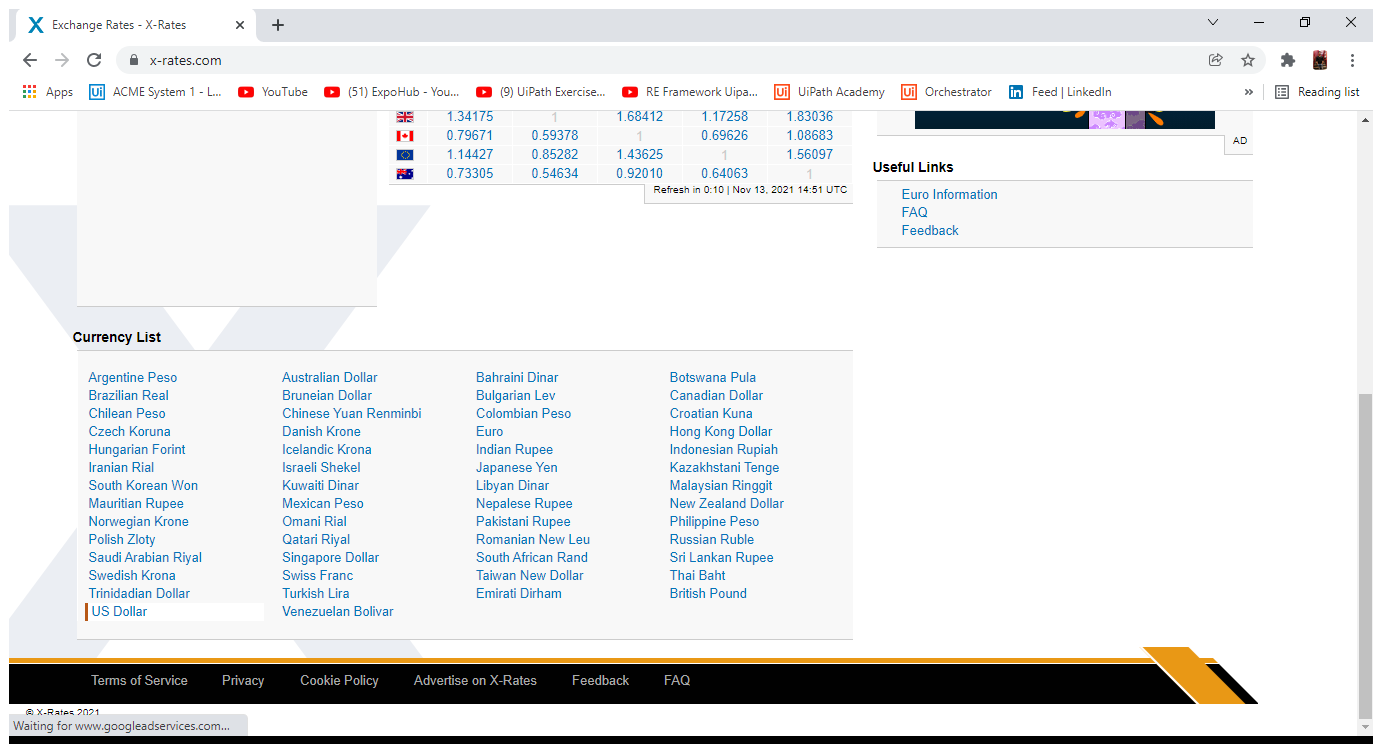 Exchange Rates - X-Rates
x-rates.com
Apps ACME System 1 - L... YouTube (51) ExpoHub - You... (9) UiPath Exercise... RE Framework Uipa... UiPath Academy Orchestrator Feed | LinkedIn » Reading list
1.34175 1 1.68412 1.17258 1.83036
0.79671 0.59378 1 0.69626 1.08683
1.14427 0.85282 1.43625 1 1.56097
0.73305 0.54634 0.92010 0.64063 1
Refresh in 0:10 | Nov 13, 2021 14:51 UTC
AD
Useful Links
Euro Information
FAQ
Feedback
Currency List
Argentine Peso Australian Dollar Bahraini Dinar Botswana Pula
Brazilian Real Bruneian Dollar Bulgarian Lev Canadian Dollar
Chilean Peso Chinese Yuan Renminbi Colombian Peso Croatian Kuna
Czech Koruna Danish Krone Euro Hong Kong Dollar
Hungarian Forint Icelandic Krona Indian Rupee Indonesian Rupiah
Iranian Rial Israeli Shekel Japanese Yen Kazakhstani Tenge
South Korean Won Kuwaiti Dinar Libyan Dinar Malaysian Ringgit
Mauritian Rupee Mexican Peso Nepalese Rupee New Zealand Dollar
Norwegian Krone Omani Rial Pakistani Rupee Philippine Peso
Polish Zloty Qatari Riyal Romanian New Leu Russian Ruble
Saudi Arabian Riyal Singapore Dollar South African Rand Sri Lankan Rupee
Swedish Krona Swiss Franc Taiwan New Dollar Thai Baht
Trinidadian Dollar Turkish Lira Emirati Dirham British Pound
US Dollar Venezuelan Bolivar
Terms of Service Privacy Cookie Policy Advertise on X-Rates Feedback FAQ
© X-Rates 2021
Waiting for www.googleadservices.com...